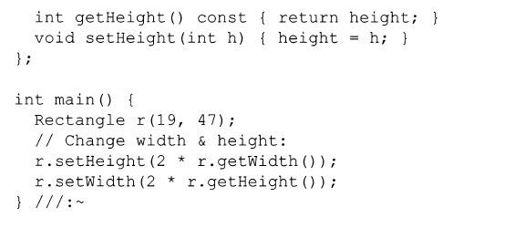 int getHeight() const { return height; }
void setHeight(int h) { height = h; }
};
int main() {
Rectangle r(19, 47);
// Change width & height:
r.setHeight(2 * r.getWidth());
r.setWidth(2 * r.getHeight());
} ///:~